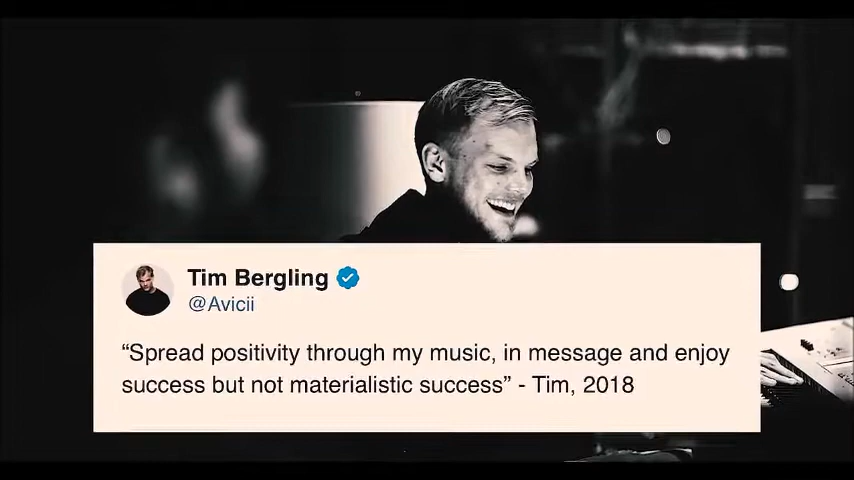 Tim Bergling
@Avicii
“Spread positivity through my music, in message and enjoy
success but not materialistic success” - Tim, 2018